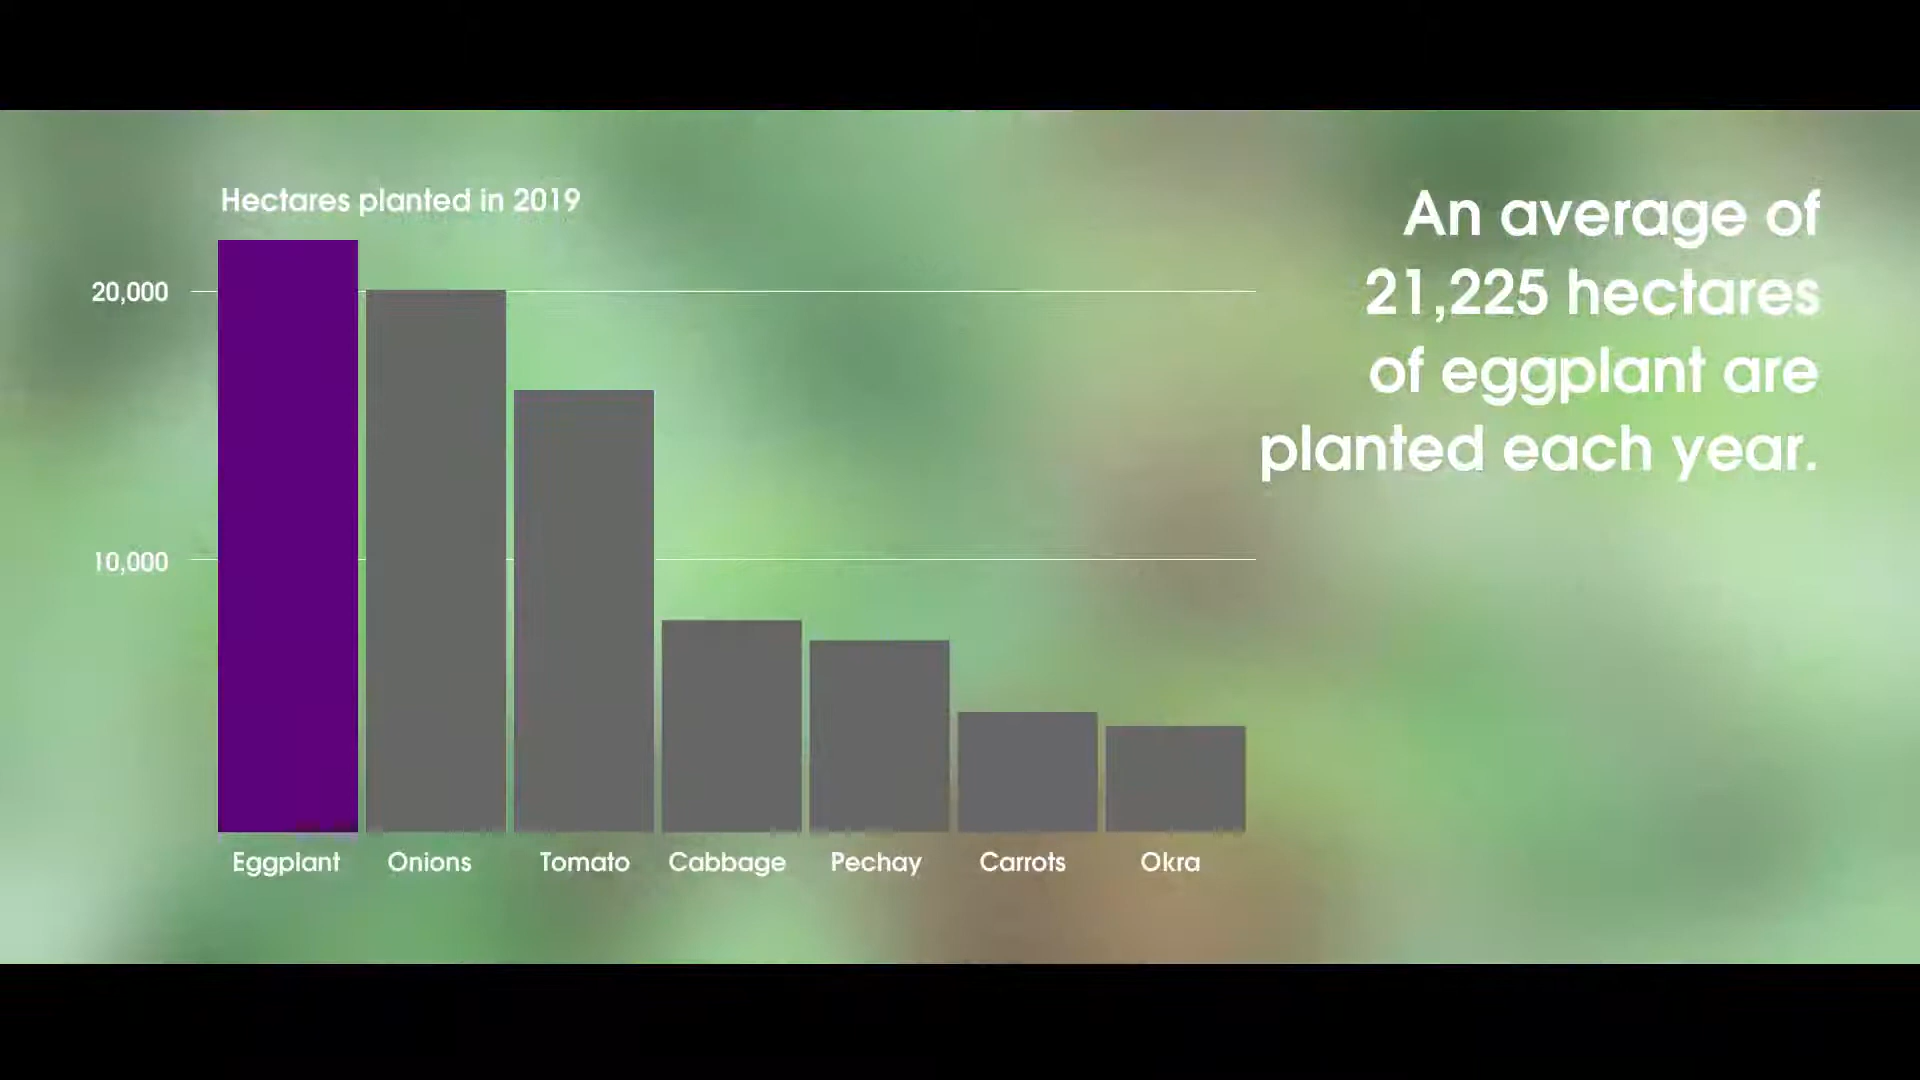 Hectares planted in 2019
20,000
10,000
Eggplant Onions Tomato Cabbage Pechay Carrots Okra
An average of
21,225 hectares
of eggplant are
planted each year.